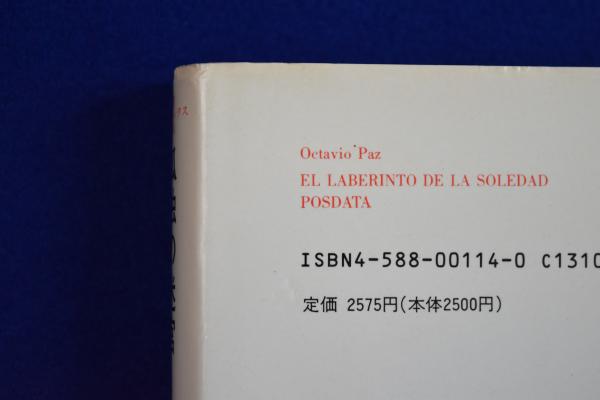 Octavio Paz
EL LABERINTO DE LA SOLEDAD
POSDATA
ISBN4-588-00114-0 C1310
定価 2575円(本体2500円)